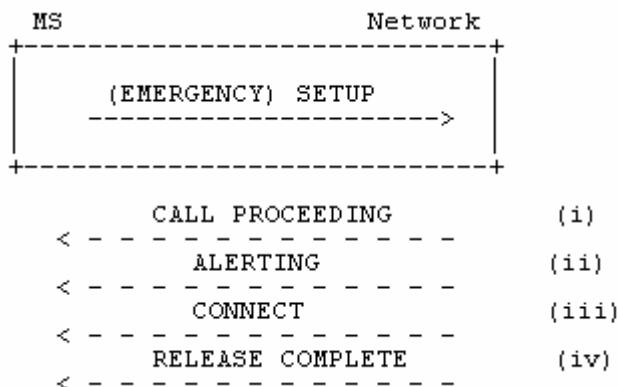 MS Network
(EMERGENCY) SETUP
CALL PROCEEDING (i)
ALERTING (ii)
CONNECT (iii)
RELEASE COMPLETE (iv)